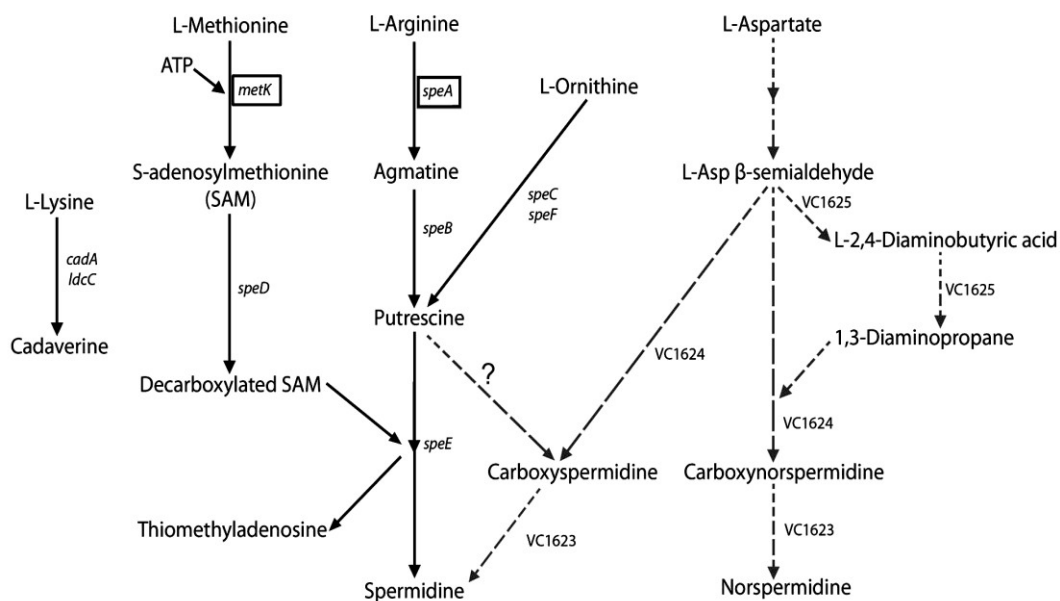 L-Methionine
L-Arginine
L-Aspartate
ATP
metK
speA
L-Ornithine
S-adenosylmethionine
(SAM)
Agmatine
L-Asp β-semialdehyde
L-Lysine
speC
speF
VC1625
L-2,4-Diaminobutyric acid
cadA
ldcC
speB
speD
VC1625
Cadaverine
Putrescine
1,3-Diaminopropane
VC1624
?
Decarboxylated SAM
VC1624
speE
Carboxyspermidine
Carboxynorspermidine
Thiomethyladenosine
VC1623
VC1623
Spermidine
Norspermidine